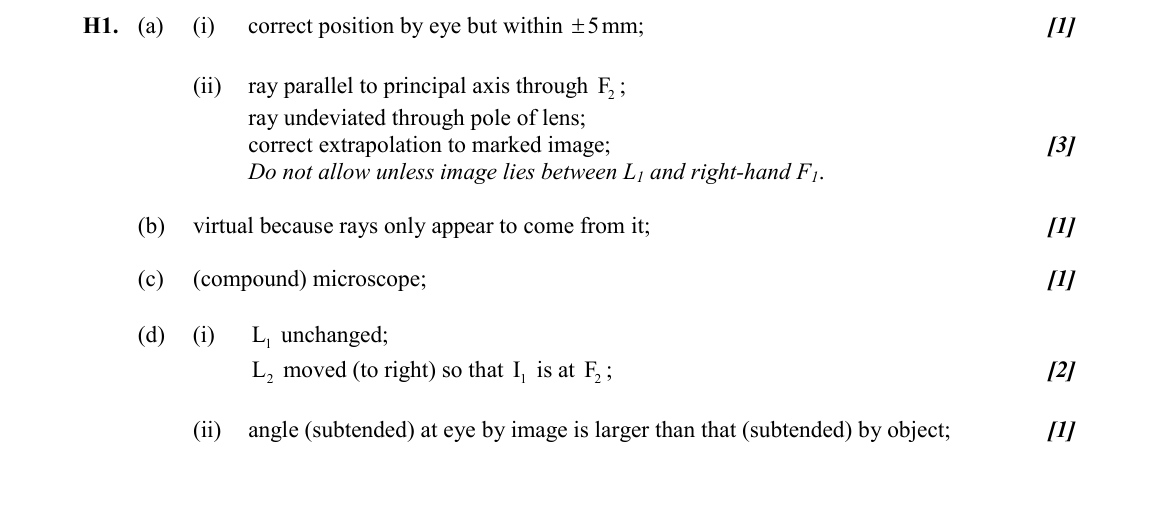 H1. (a) (i) correct position by eye but within ±5 mm; [1]
(ii) ray parallel to principal axis through F₂;
ray undeviated through pole of lens;
correct extrapolation to marked image; [3]
Do not allow unless image lies between L₁ and right-hand F₁.
(b) virtual because rays only appear to come from it; [1]
(c) (compound) microscope; [1]
(d) (i) L₁ unchanged;
L₂ moved (to right) so that I₁ is at F₂; [2]
(ii) angle (subtended) at eye by image is larger than that (subtended) by object; [1]